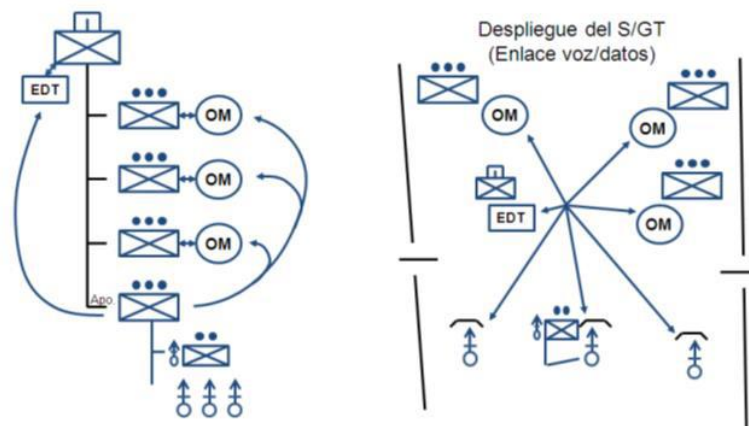 EDT
OM
OM
OM
Apo.
Despliegue del S/GT
(Enlace voz/datos)
OM
OM
EDT
OM